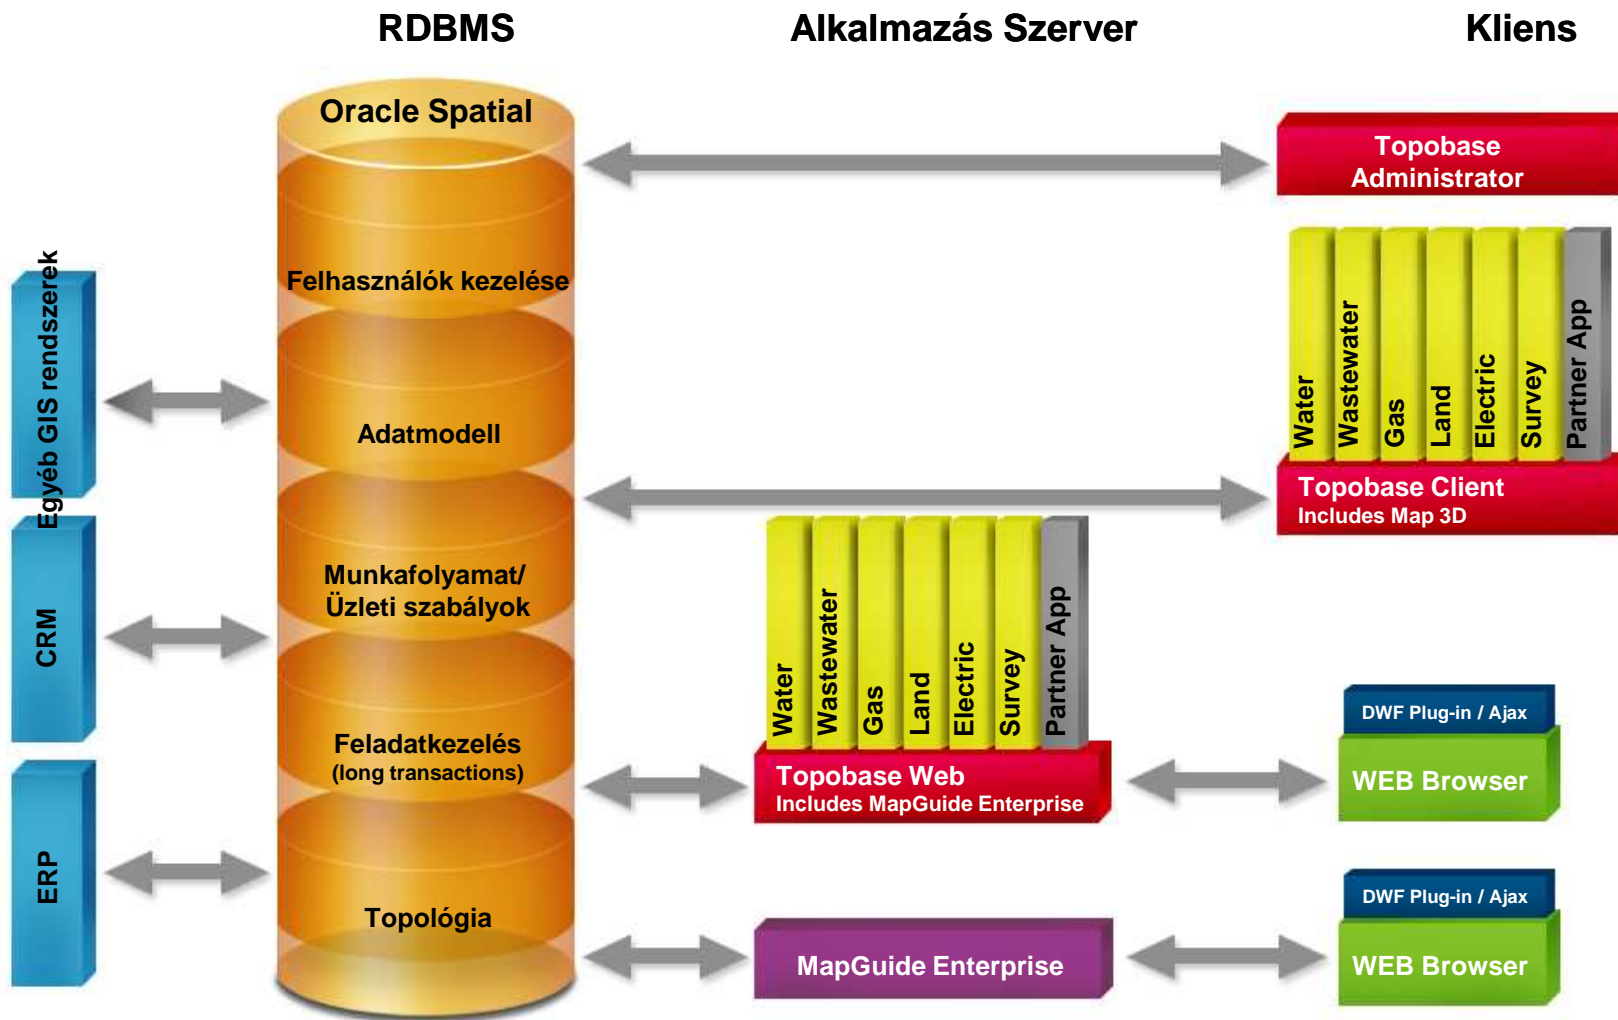 RDBMS
Alkalmazás Szerver
Kliens
Oracle Spatial
Felhasználók kezelése
Adatmodell
Munkafolyamat/
Üzleti szabályok
Feladatkezelés
(long transactions)
Topológia
Egyéb GIS rendszerek
CRM
ERP
Topobase
Administrator
Water
Wastewater
Gas
Land
Electric
Survey
Partner App
Topobase Client
Includes Map 3D
Water
Wastewater
Gas
Land
Electric
Survey
Partner App
Topobase Web
Includes MapGuide Enterprise
DWF Plug-in / Ajax
WEB Browser
MapGuide Enterprise
DWF Plug-in / Ajax
WEB Browser